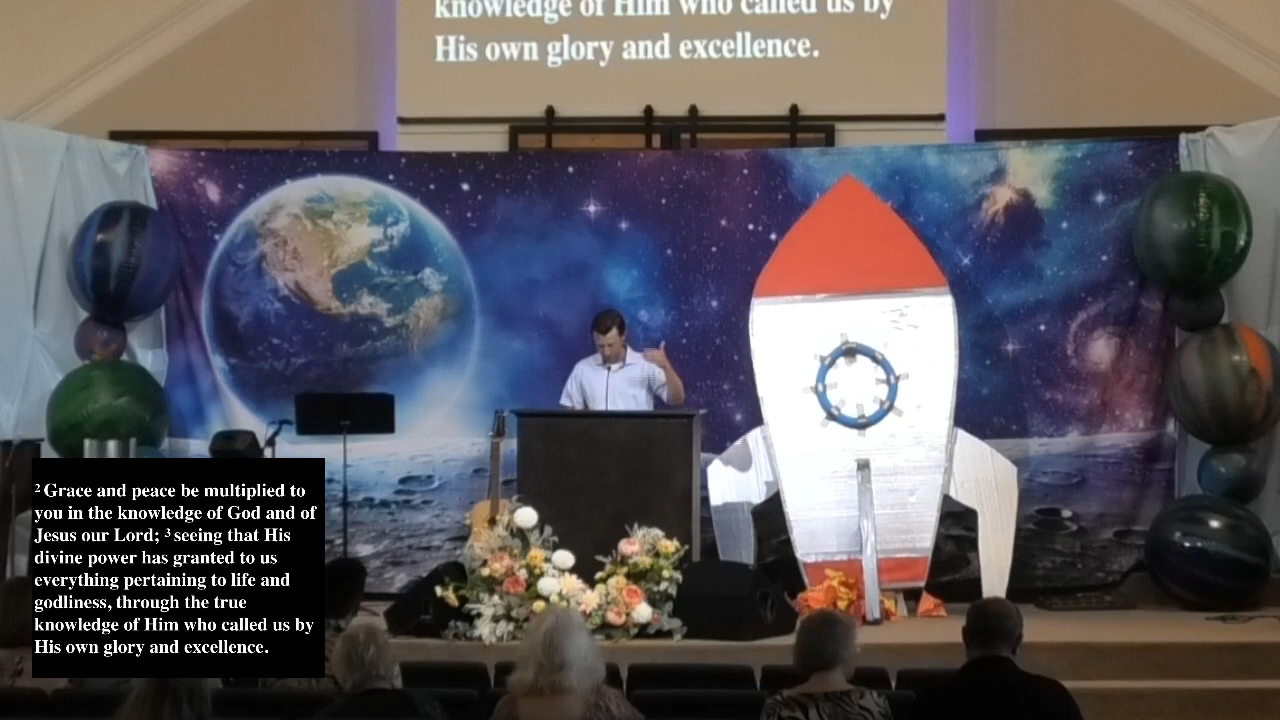 knowledge of Him who called us by
His own glory and excellence.
2 Grace and peace be multiplied to
you in the knowledge of God and of
Jesus our Lord; 3 seeing that His
divine power has granted to us
everything pertaining to life and
godliness, through the true
knowledge of Him who called us by
His own glory and excellence.